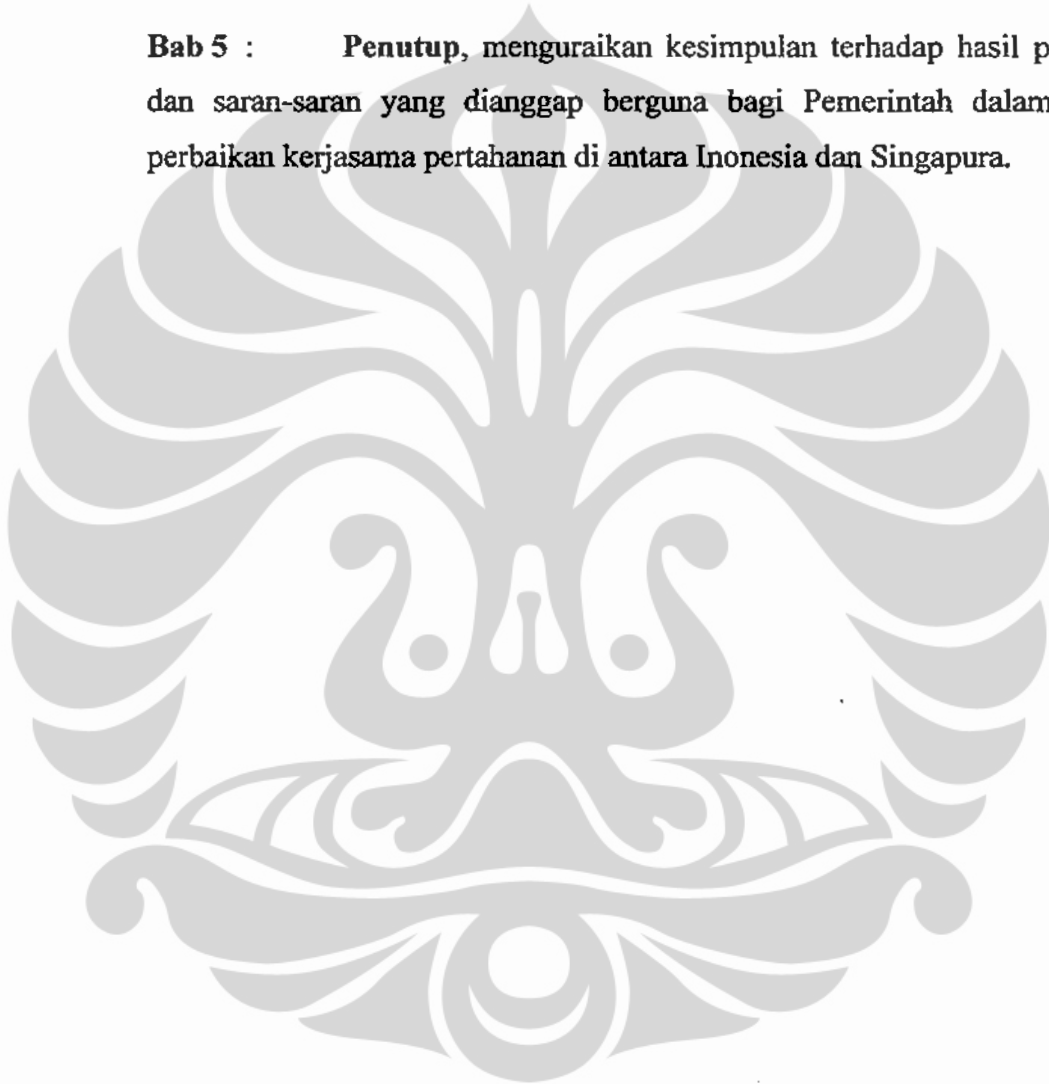 Bab 5 : Penutup, menguraikan kesimpulan terhadap hasil
dan saran-saran yang dianggap berguna bagi Pemerintah dalam
perbaikan kerjasama pertahanan di antara Inonesia dan Singapura.